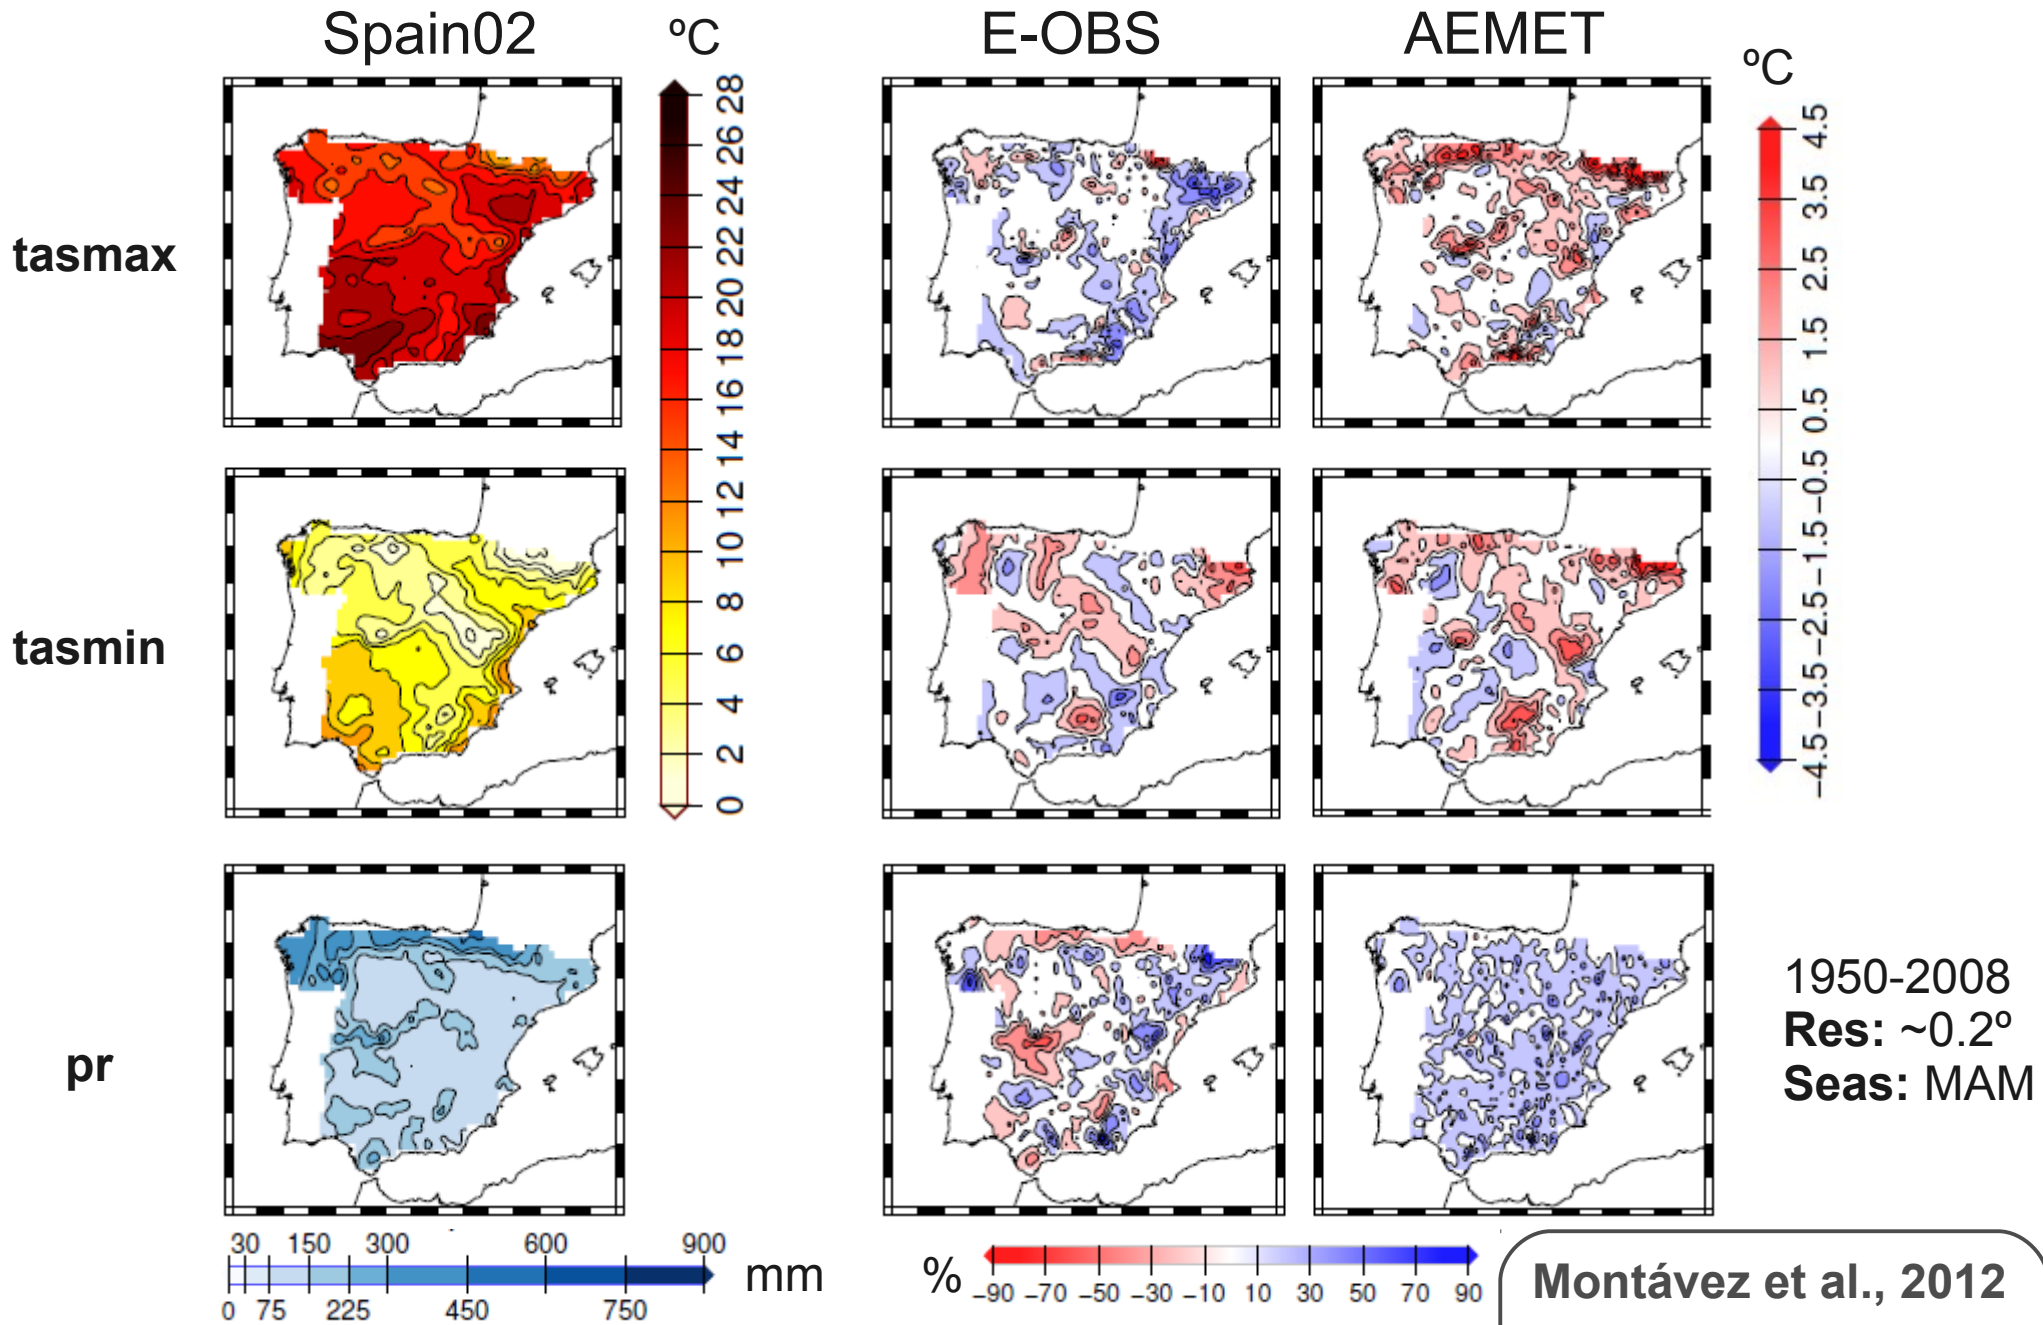 Spain02
ºC
E-OBS
AEMET
ºC
tasmax
tasmin
pr
28
26
24
22
20
18
16
14
12
10
8
6
4
2
0
4.5
3.5
2.5
1.5
0.5
−0.5
−1.5
−2.5
−3.5
−4.5
1950-2008
Res: ~0.2º
Seas: MAM
30 150 300 600 900
0 75 225 450 750
mm
%
−90 −70 −50 −30 −10 10 30 50 70 90
Montávez et al., 2012